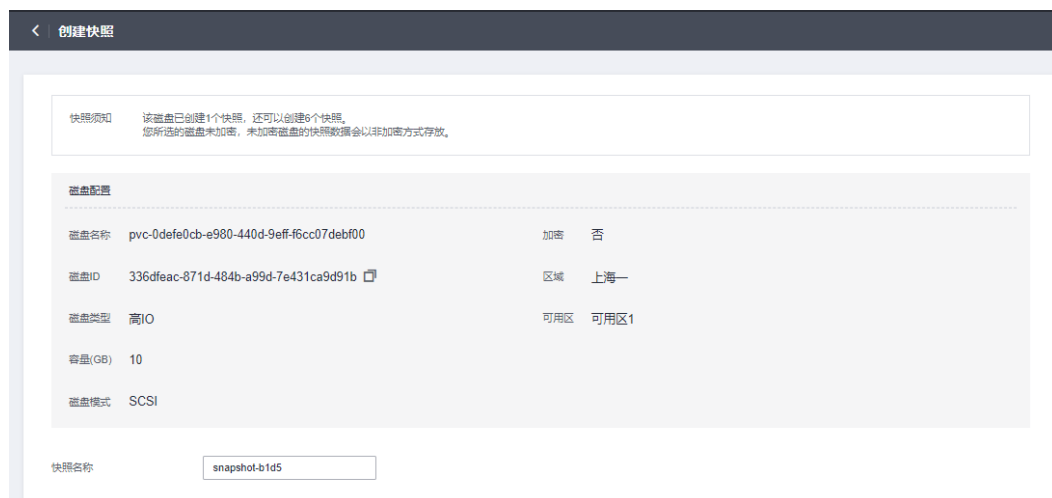 创建快照
快照须知
该磁盘已创建1个快照，还可以创建6个快照。
您所选的磁盘未加密，未加密磁盘的快照数据会以非加密方式存放。
磁盘配置
磁盘名称 pvc-0defe0cb-e980-440d-9eff-f6cc07debf00 加密 否
磁盘ID 336dfeac-871d-484b-a99d-7e431ca9d91b 区域 上海一
磁盘类型 高IO 可用区 可用区1
容量(GB) 10
磁盘模式 SCSI
快照名称 snapshot-b1d5